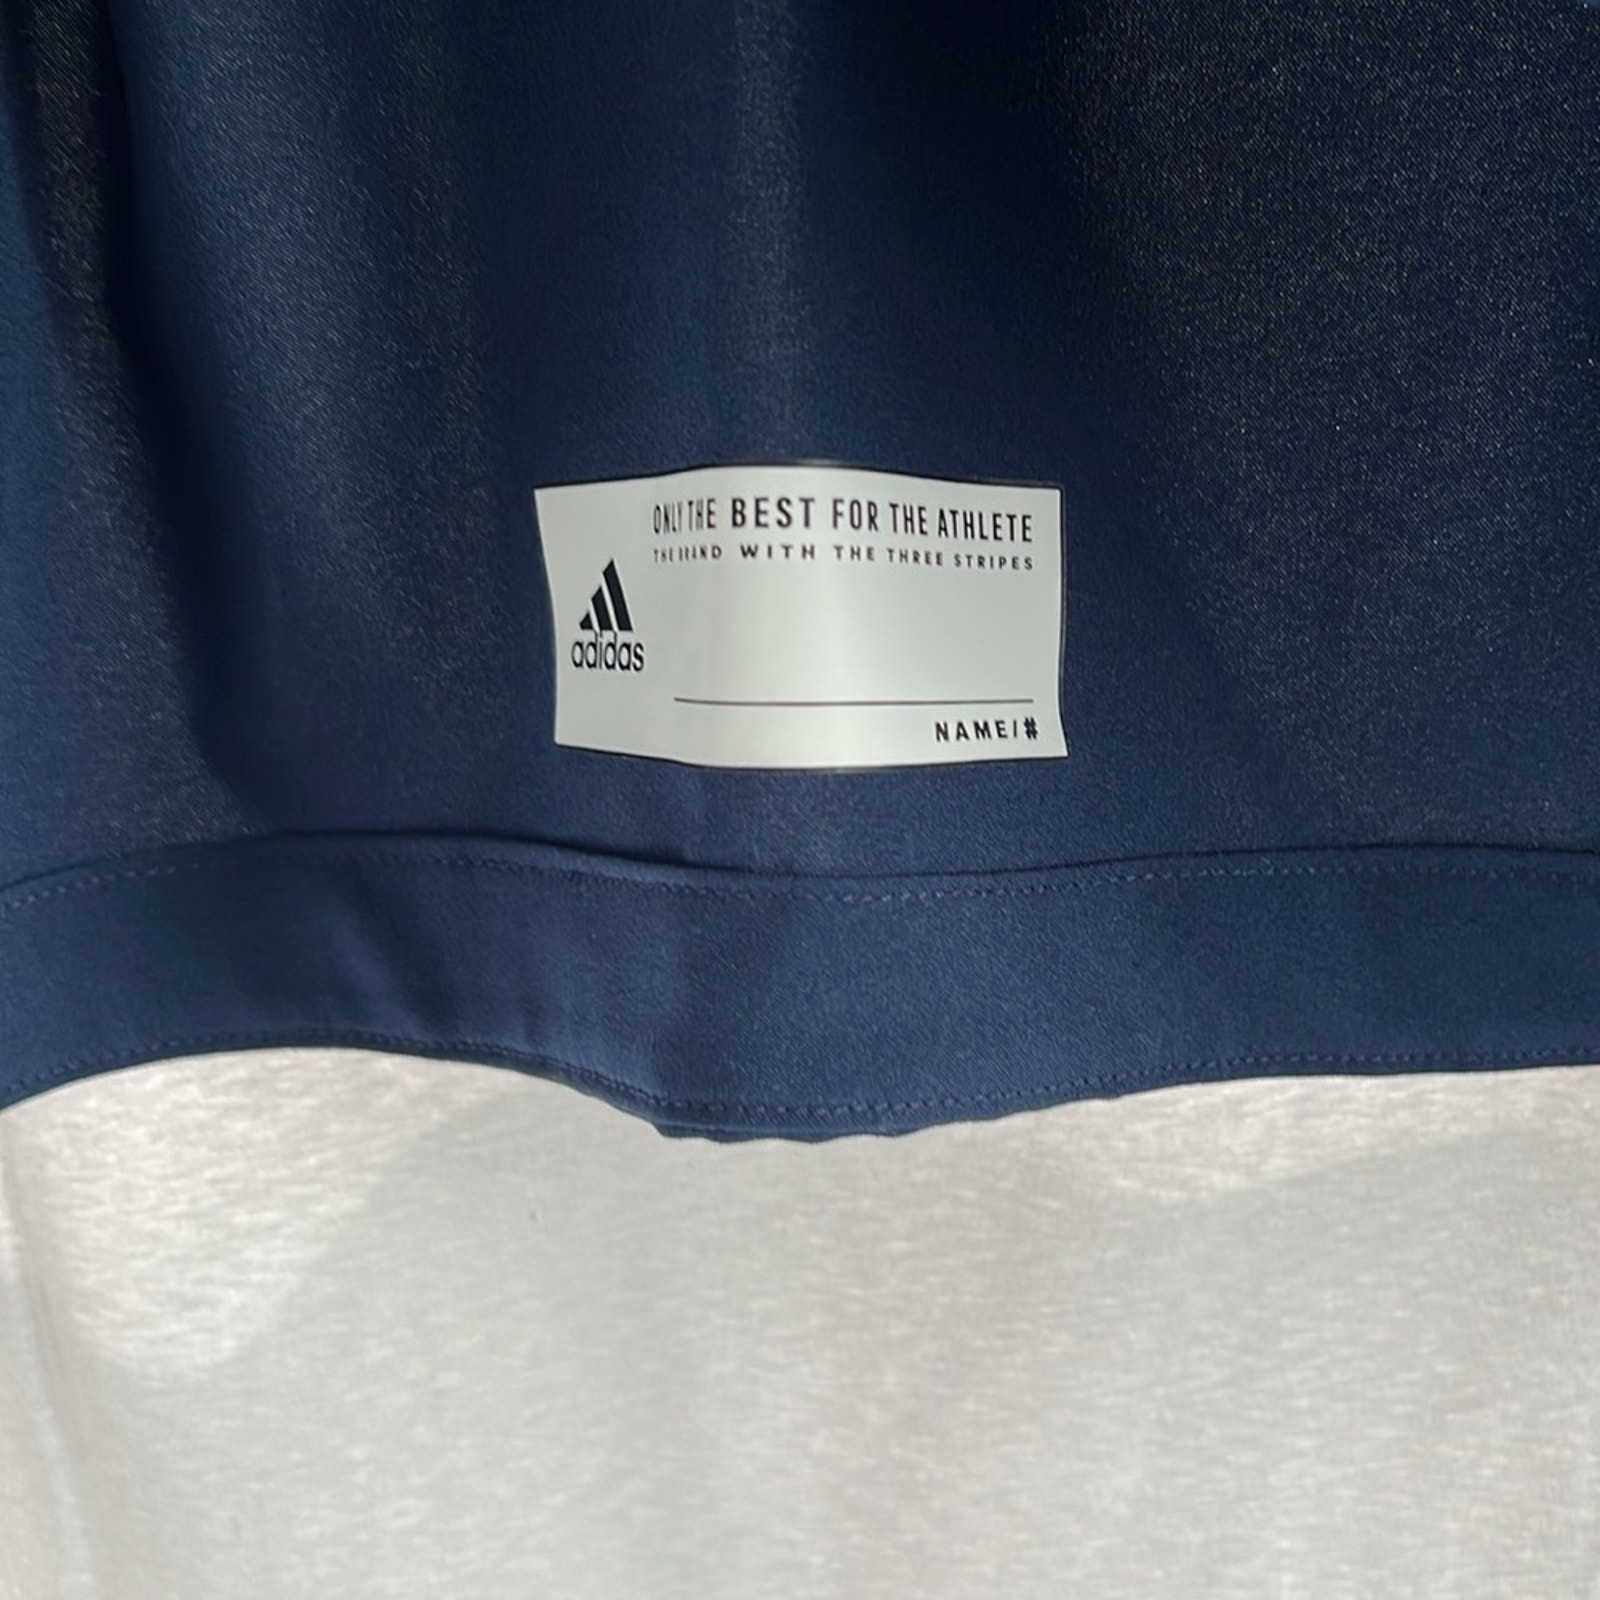 ONLY THE BEST FOR THE ATHLETE
THE BRAND WITH THE THREE STRIPES
adidas
NAME/#